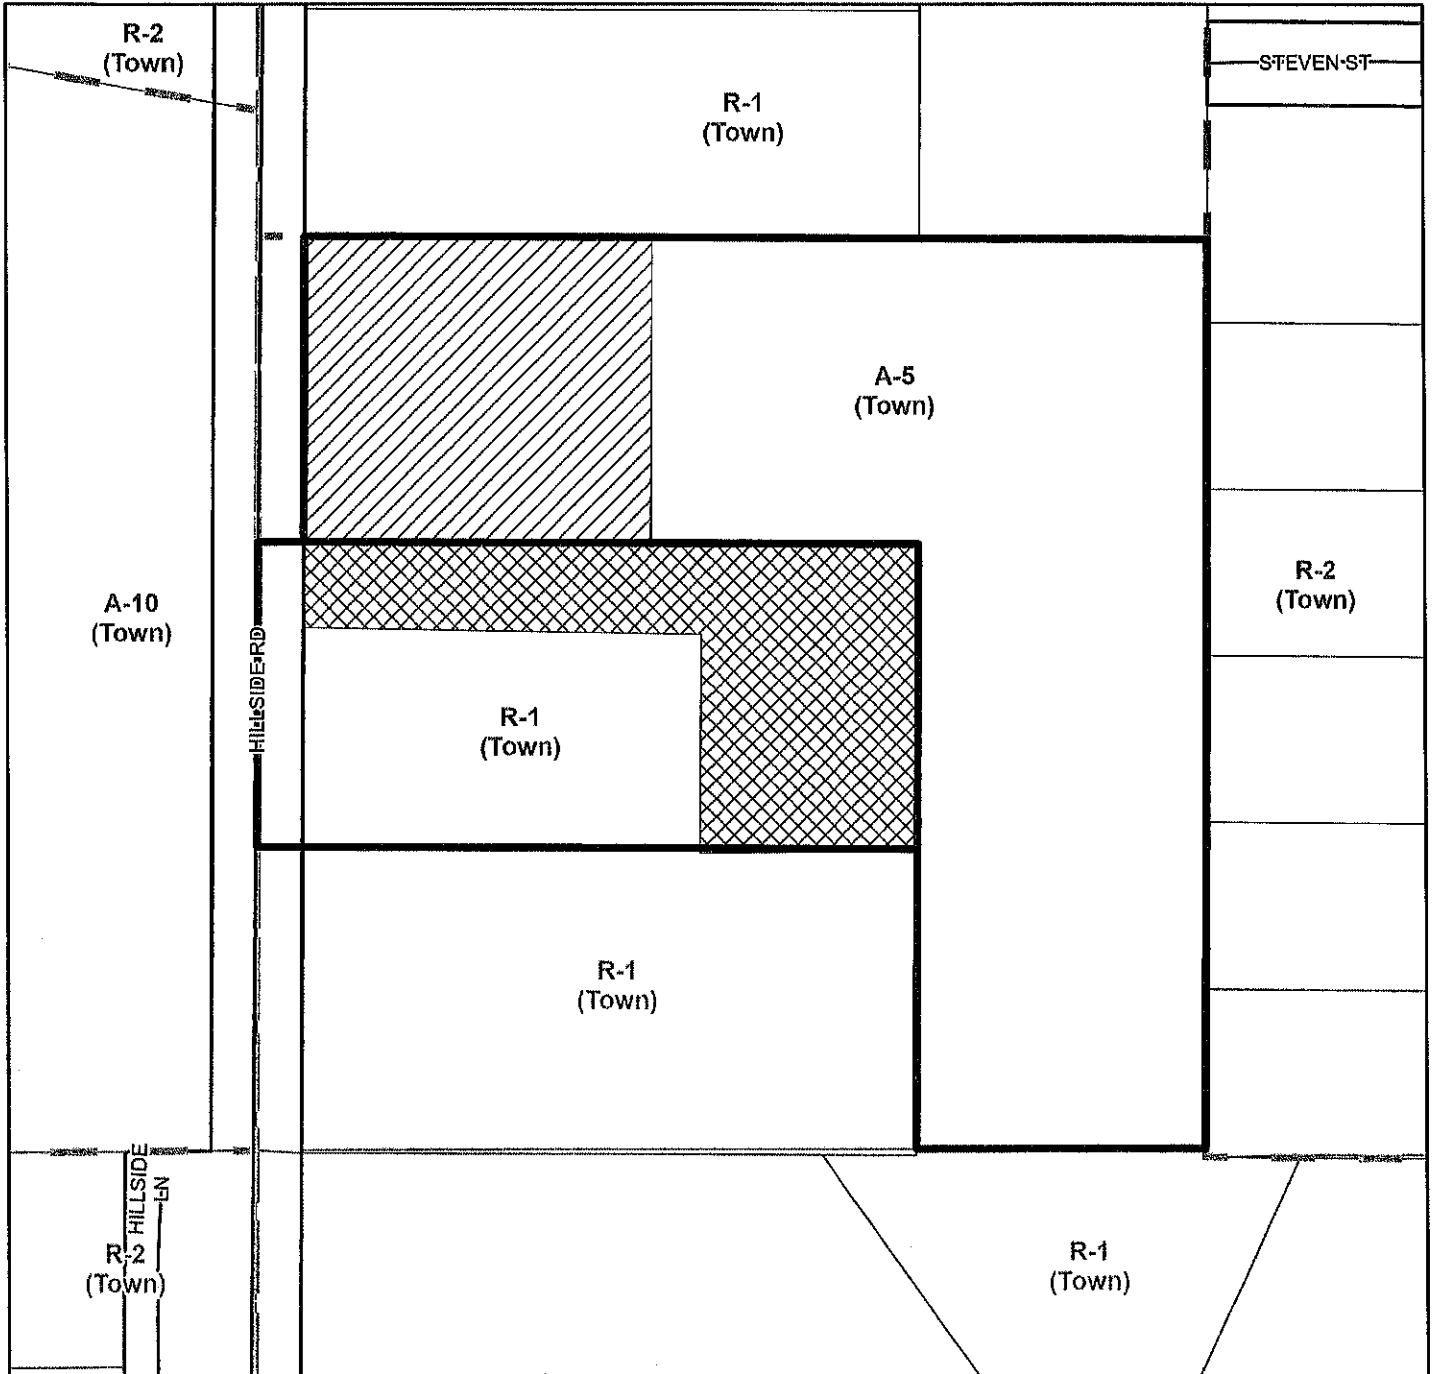 R-2
(Town)
STEVEN ST
R-1
(Town)
A-5
(Town)
A-10
(Town)
R-2
(Town)
HILLSIDE RD
R-1
(Town)
R-1
(Town)
HILLSIDE
LN
R-2
(Town)
R-1
(Town)